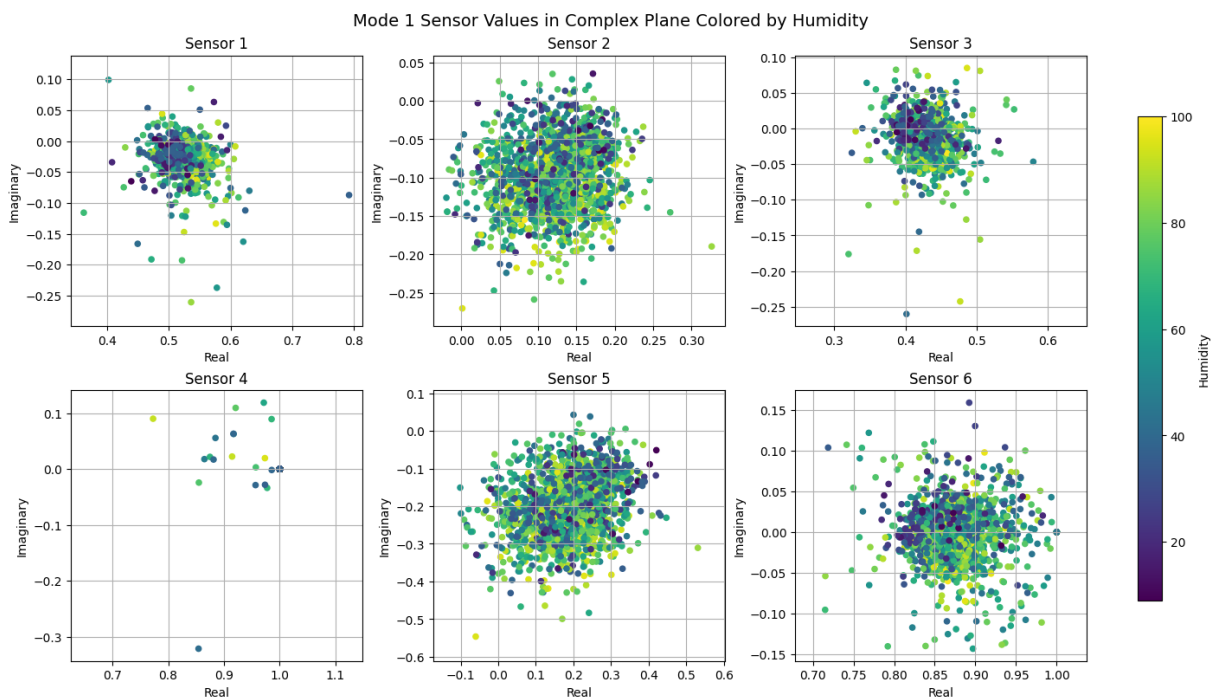 Mode 1 Sensor Values in Complex Plane Colored by Humidity
Sensor 1
Imaginary
0.10
0.05
0.00
−0.05
−0.10
−0.15
−0.20
−0.25
0.4 0.5 0.6 0.7 0.8
Real
Sensor 2
Imaginary
0.05
0.00
−0.05
−0.10
−0.15
−0.20
−0.25
0.00 0.05 0.10 0.15 0.20 0.25 0.30
Real
Sensor 3
Imaginary
0.10
0.05
0.00
−0.05
−0.10
−0.15
−0.20
−0.25
0.3 0.4 0.5 0.6
Real
Sensor 4
Imaginary
0.1
0.0
−0.1
−0.2
−0.3
0.7 0.8 0.9 1.0 1.1
Real
Sensor 5
Imaginary
0.1
0.0
−0.1
−0.2
−0.3
−0.4
−0.5
−0.6
−0.1 0.0 0.1 0.2 0.3 0.4 0.5 0.6
Real
Sensor 6
Imaginary
0.15
0.10
0.05
0.00
−0.05
−0.10
−0.15
0.70 0.75 0.80 0.85 0.90 0.95 1.00
Real
100
80
60
40
20
Humidity